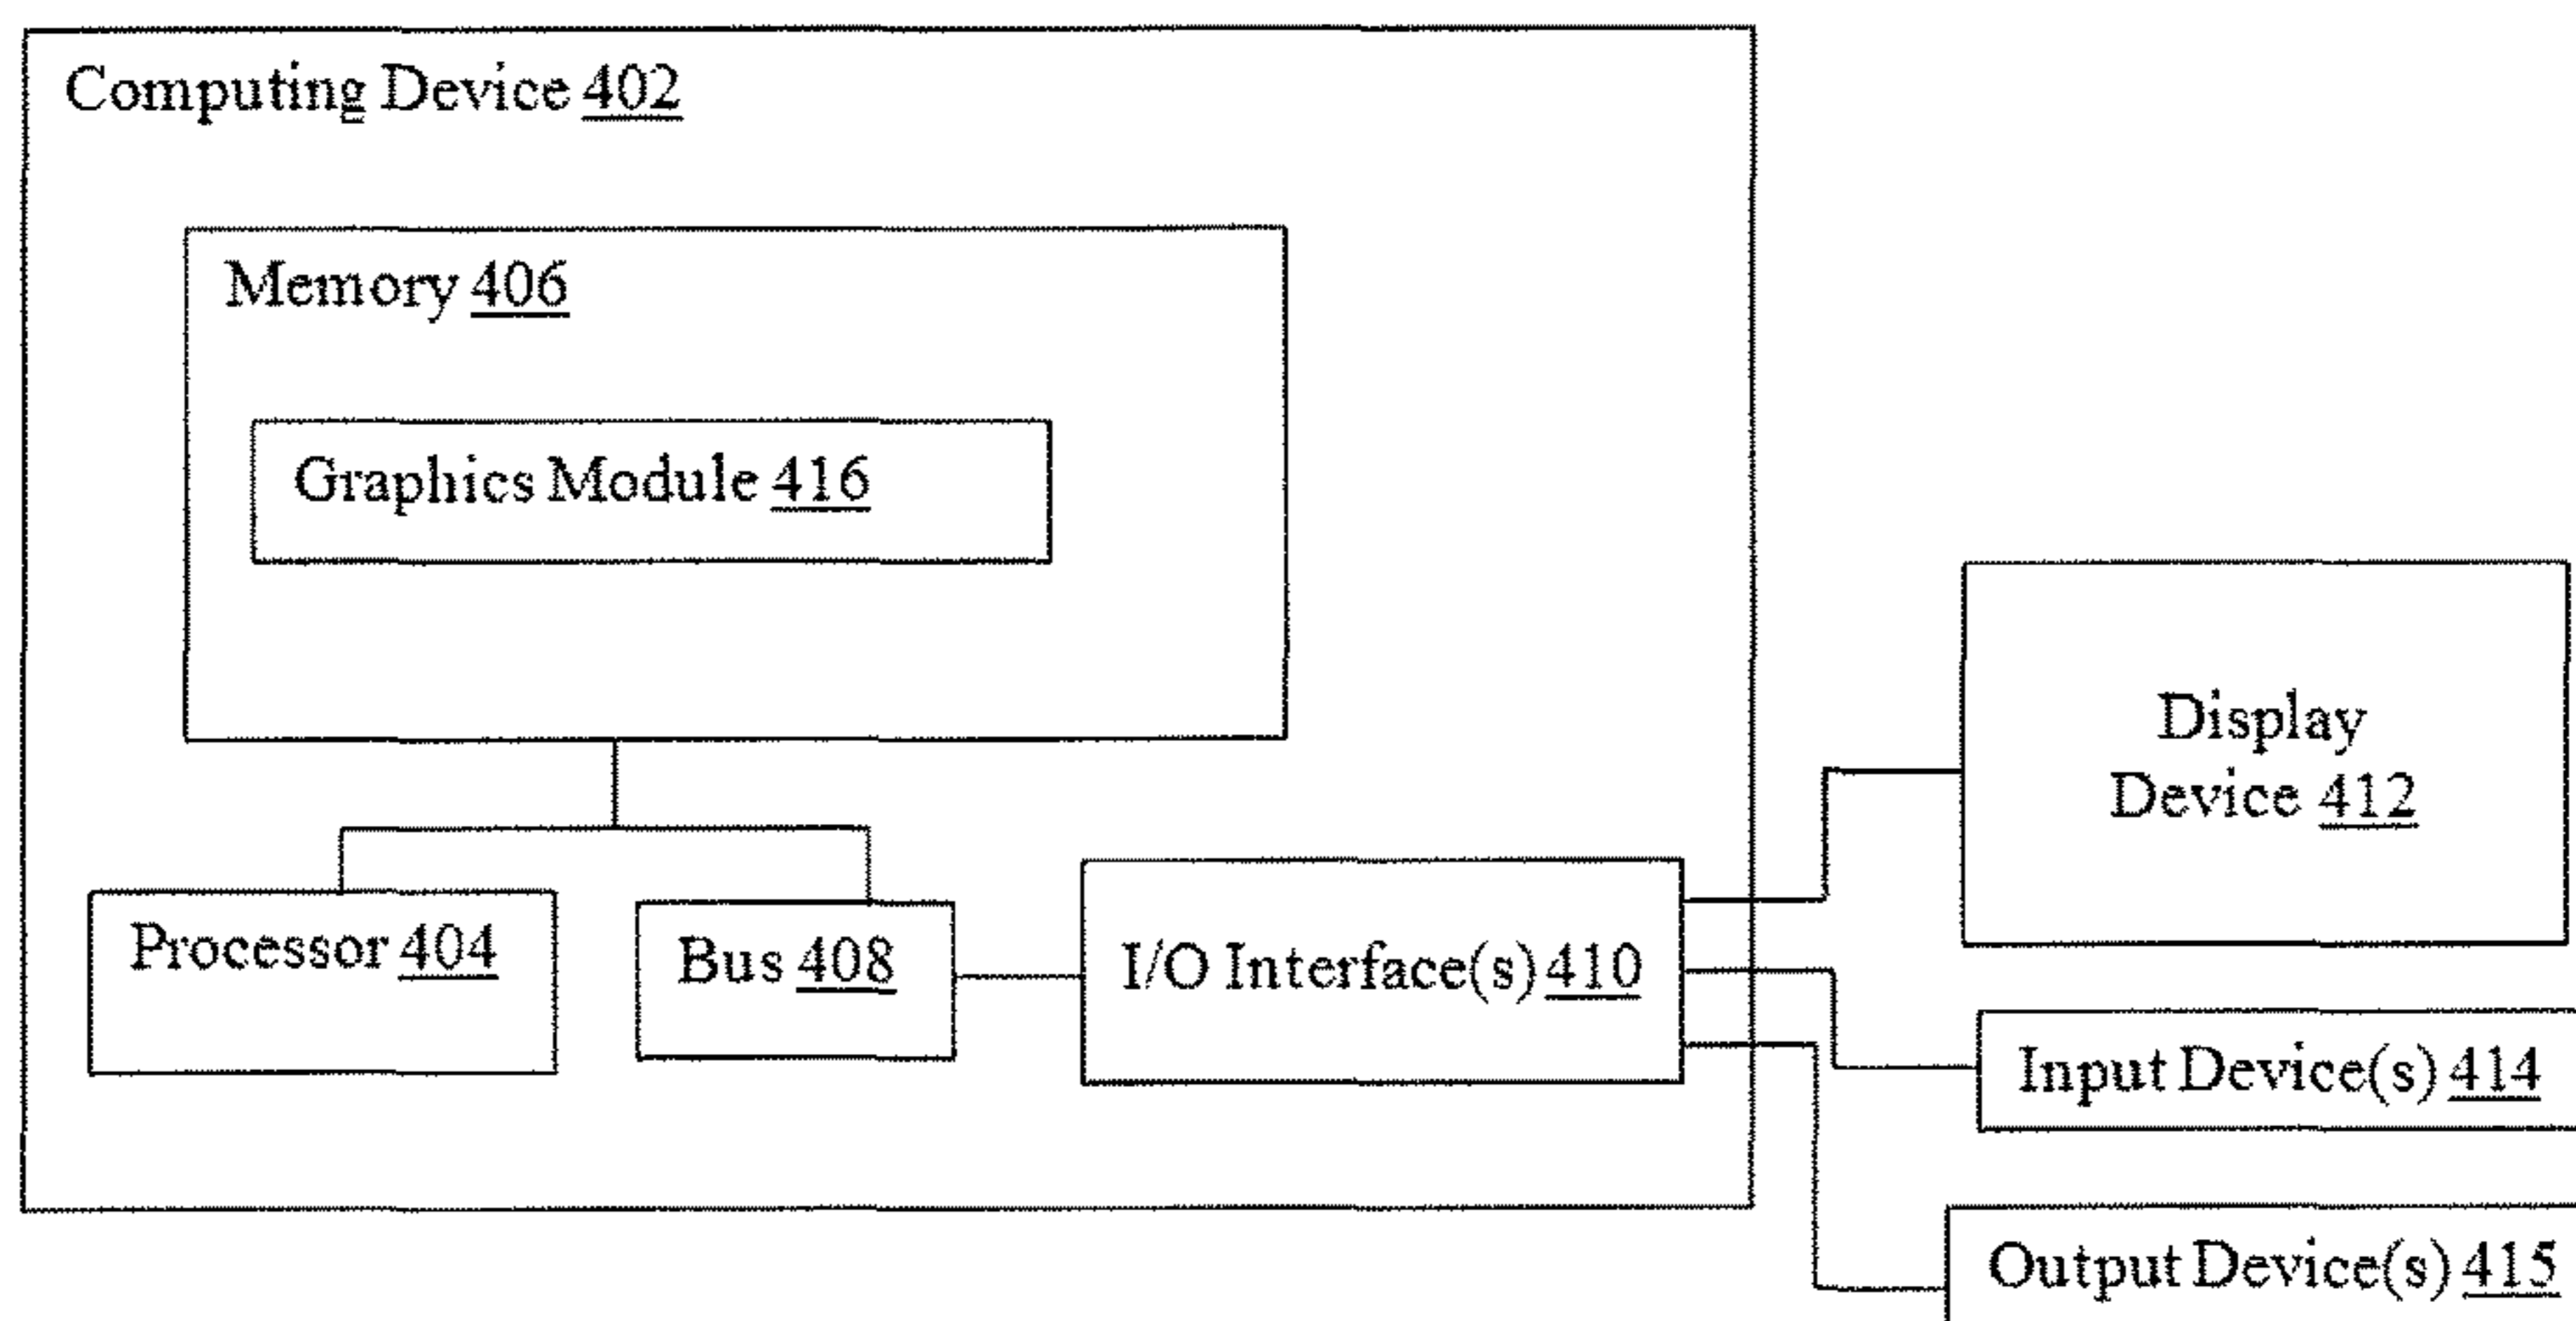 Computing Device 402
Memory 406
Graphics Module 416
Display
Device 412
Processor 404
Bus 408
I/O Interface(s) 410
Input Device(s) 414
Output Device(s) 415